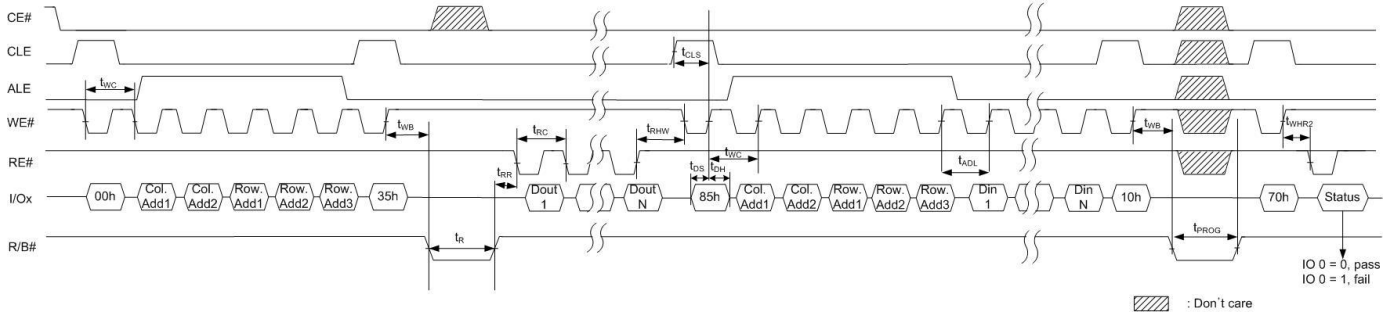 CE#
CLE
tCLS
ALE
tWC
WE#
tWB tRC tRHW tWC tADL tWB tWHR2
RE#
tRR tDS tDH
I/Ox 00h Col. Add1 Col. Add2 Row. Add1 Row. Add2 Row. Add3 35h Dout 1 Dout N 85h Col. Add1 Col. Add2 Row. Add1 Row. Add2 Row. Add3 Din 1 Din N 10h 70h Status
R/B# tR tPROG
IO 0 = 0, pass
IO 0 = 1, fail
: Don´t care